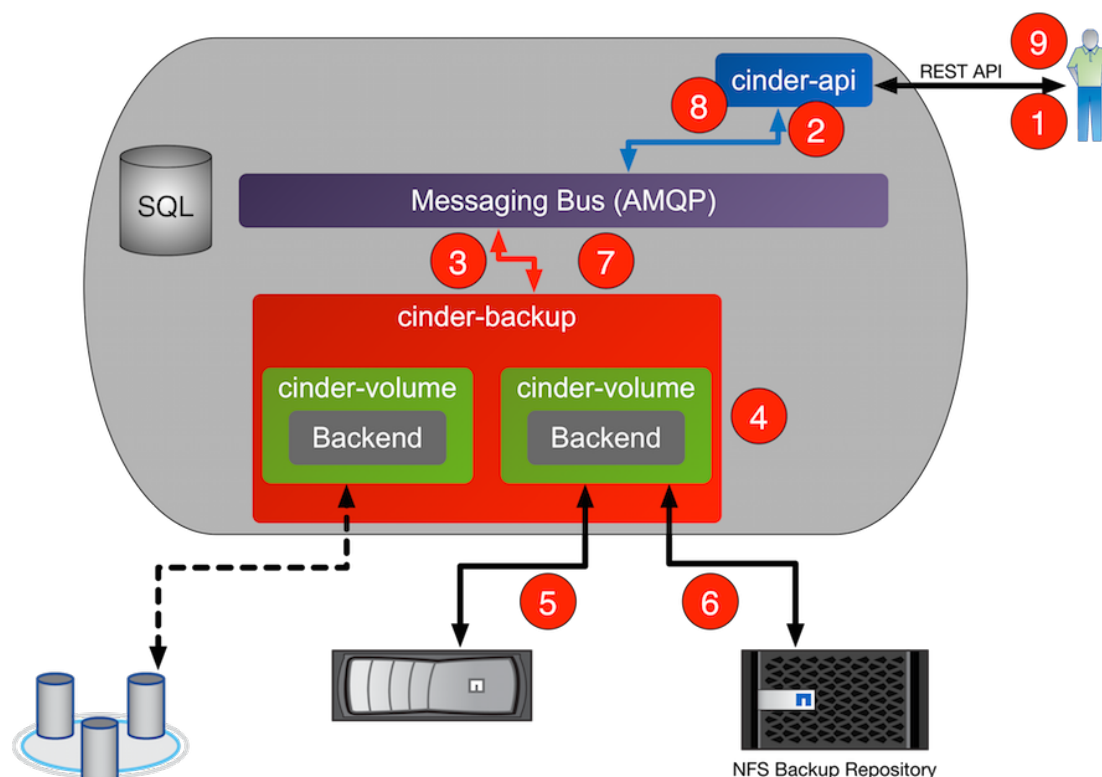 9
cinder-api
REST API
8
2
1
SQL
Messaging Bus (AMQP)
3
7
cinder-backup
cinder-volume
cinder-volume
Backend
Backend
4
5
6
NFS Backup Repository